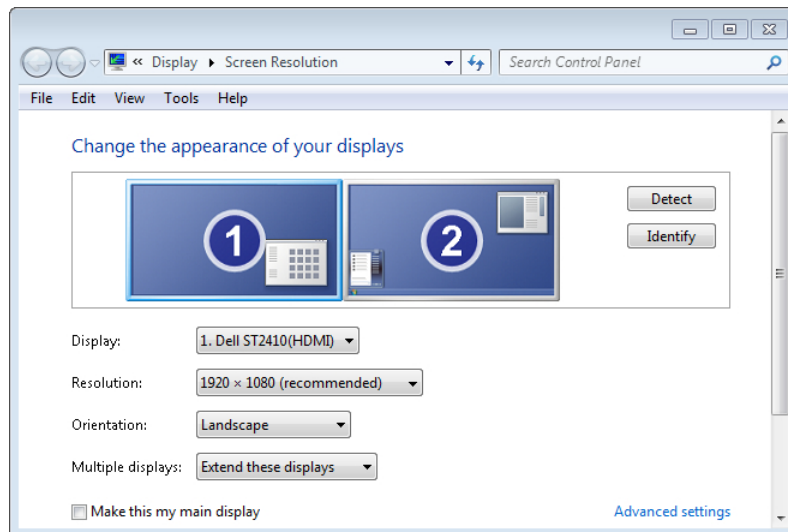 « Display Screen Resolution
Search Control Panel
File Edit View Tools Help
Change the appearance of your displays
1
2
Detect
Identify
Display: 1. Dell ST2410(HDMI)
Resolution: 1920 × 1080 (recommended)
Orientation: Landscape
Multiple displays: Extend these displays
Make this my main display
Advanced settings